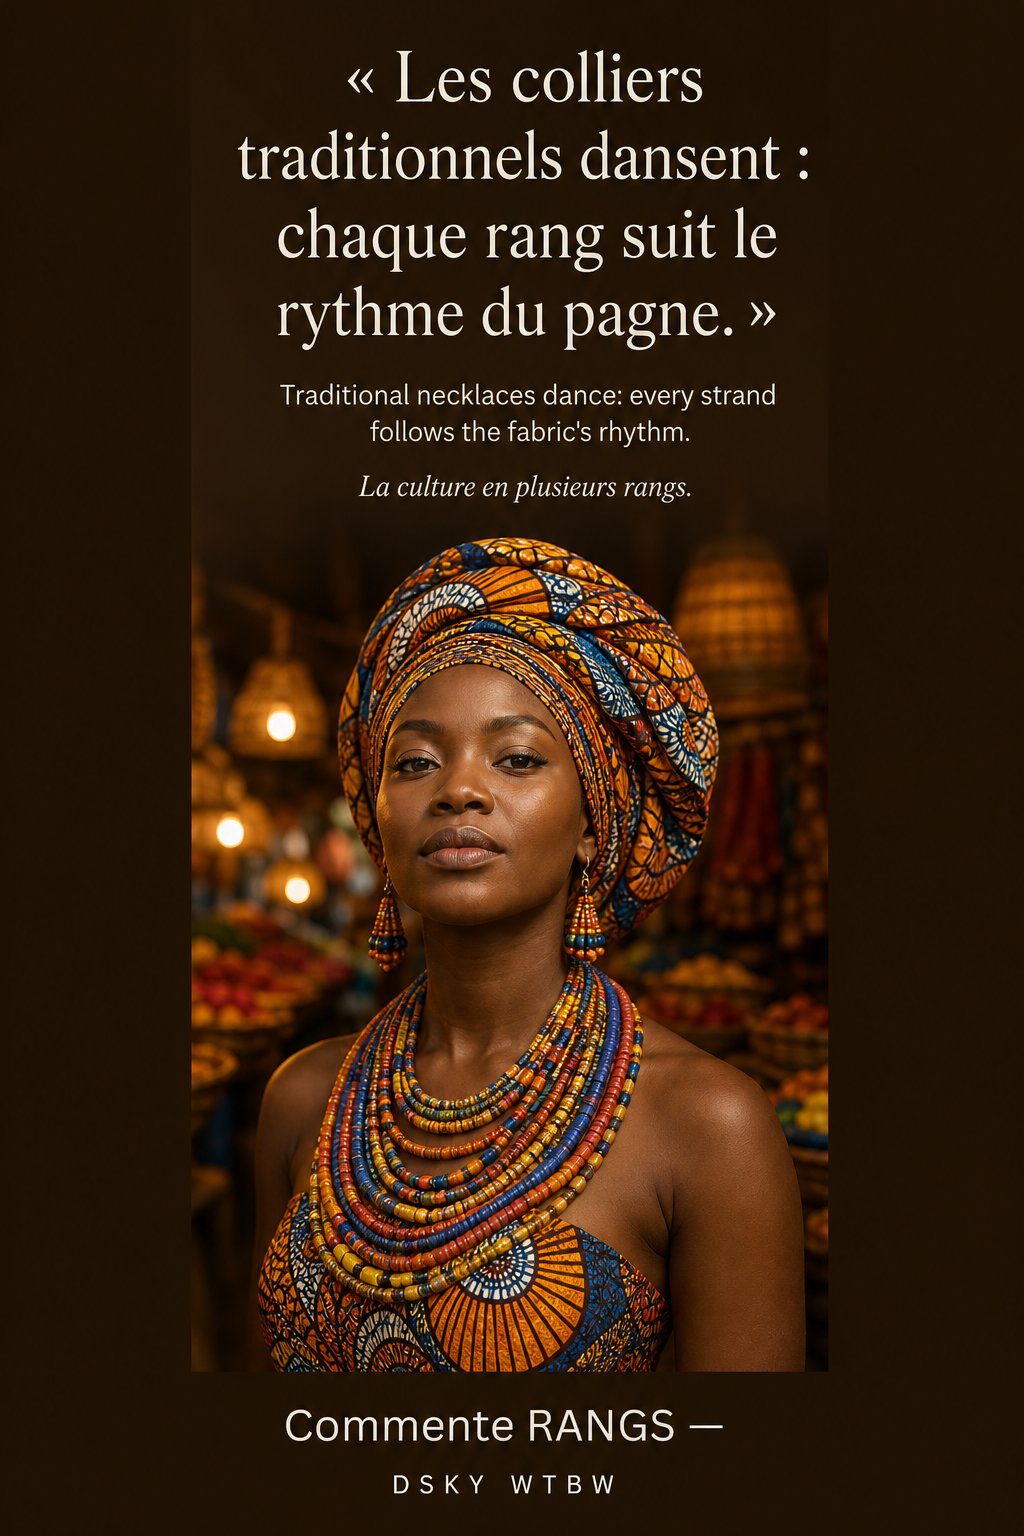 « Les colliers
traditionnels dansent :
chaque rang suit le
rythme du pagne. »
Traditional necklaces dance: every strand
follows the fabric's rhythm.
La culture en plusieurs rangs.
Commente RANGS —
DSKY WTBW